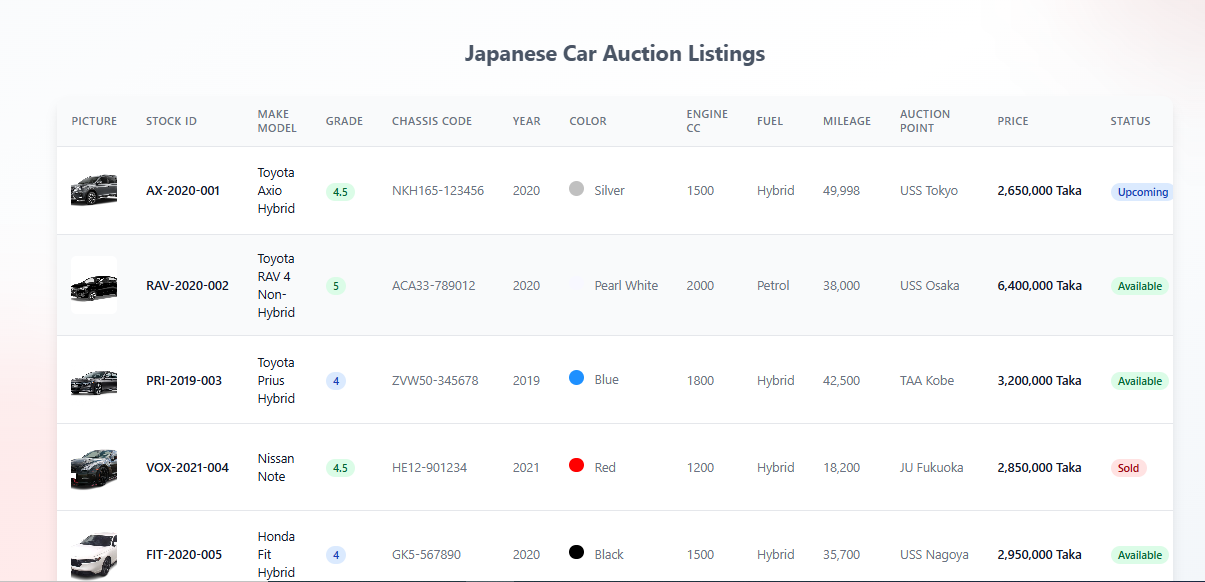 Japanese Car Auction Listings
PICTURE STOCK ID MAKE MODEL GRADE CHASSIS CODE YEAR COLOR ENGINE CC FUEL MILEAGE AUCTION POINT PRICE STATUS
AX-2020-001 Toyota Axio Hybrid 4.5 NKH165-123456 2020 Silver 1500 Hybrid 49,998 USS Tokyo 2,650,000 Taka Upcoming
RAV-2020-002 Toyota RAV 4 Non-Hybrid 5 ACA33-789012 2020 Pearl White 2000 Petrol 38,000 USS Osaka 6,400,000 Taka Available
PRI-2019-003 Toyota Prius Hybrid 4 ZVW50-345678 2019 Blue 1800 Hybrid 42,500 TAA Kobe 3,200,000 Taka Available
VOX-2021-004 Nissan Note 4.5 HE12-901234 2021 Red 1200 Hybrid 18,200 JU Fukuoka 2,850,000 Taka Sold
FIT-2020-005 Honda Fit Hybrid 4 GK5-567890 2020 Black 1500 Hybrid 35,700 USS Nagoya 2,950,000 Taka Available